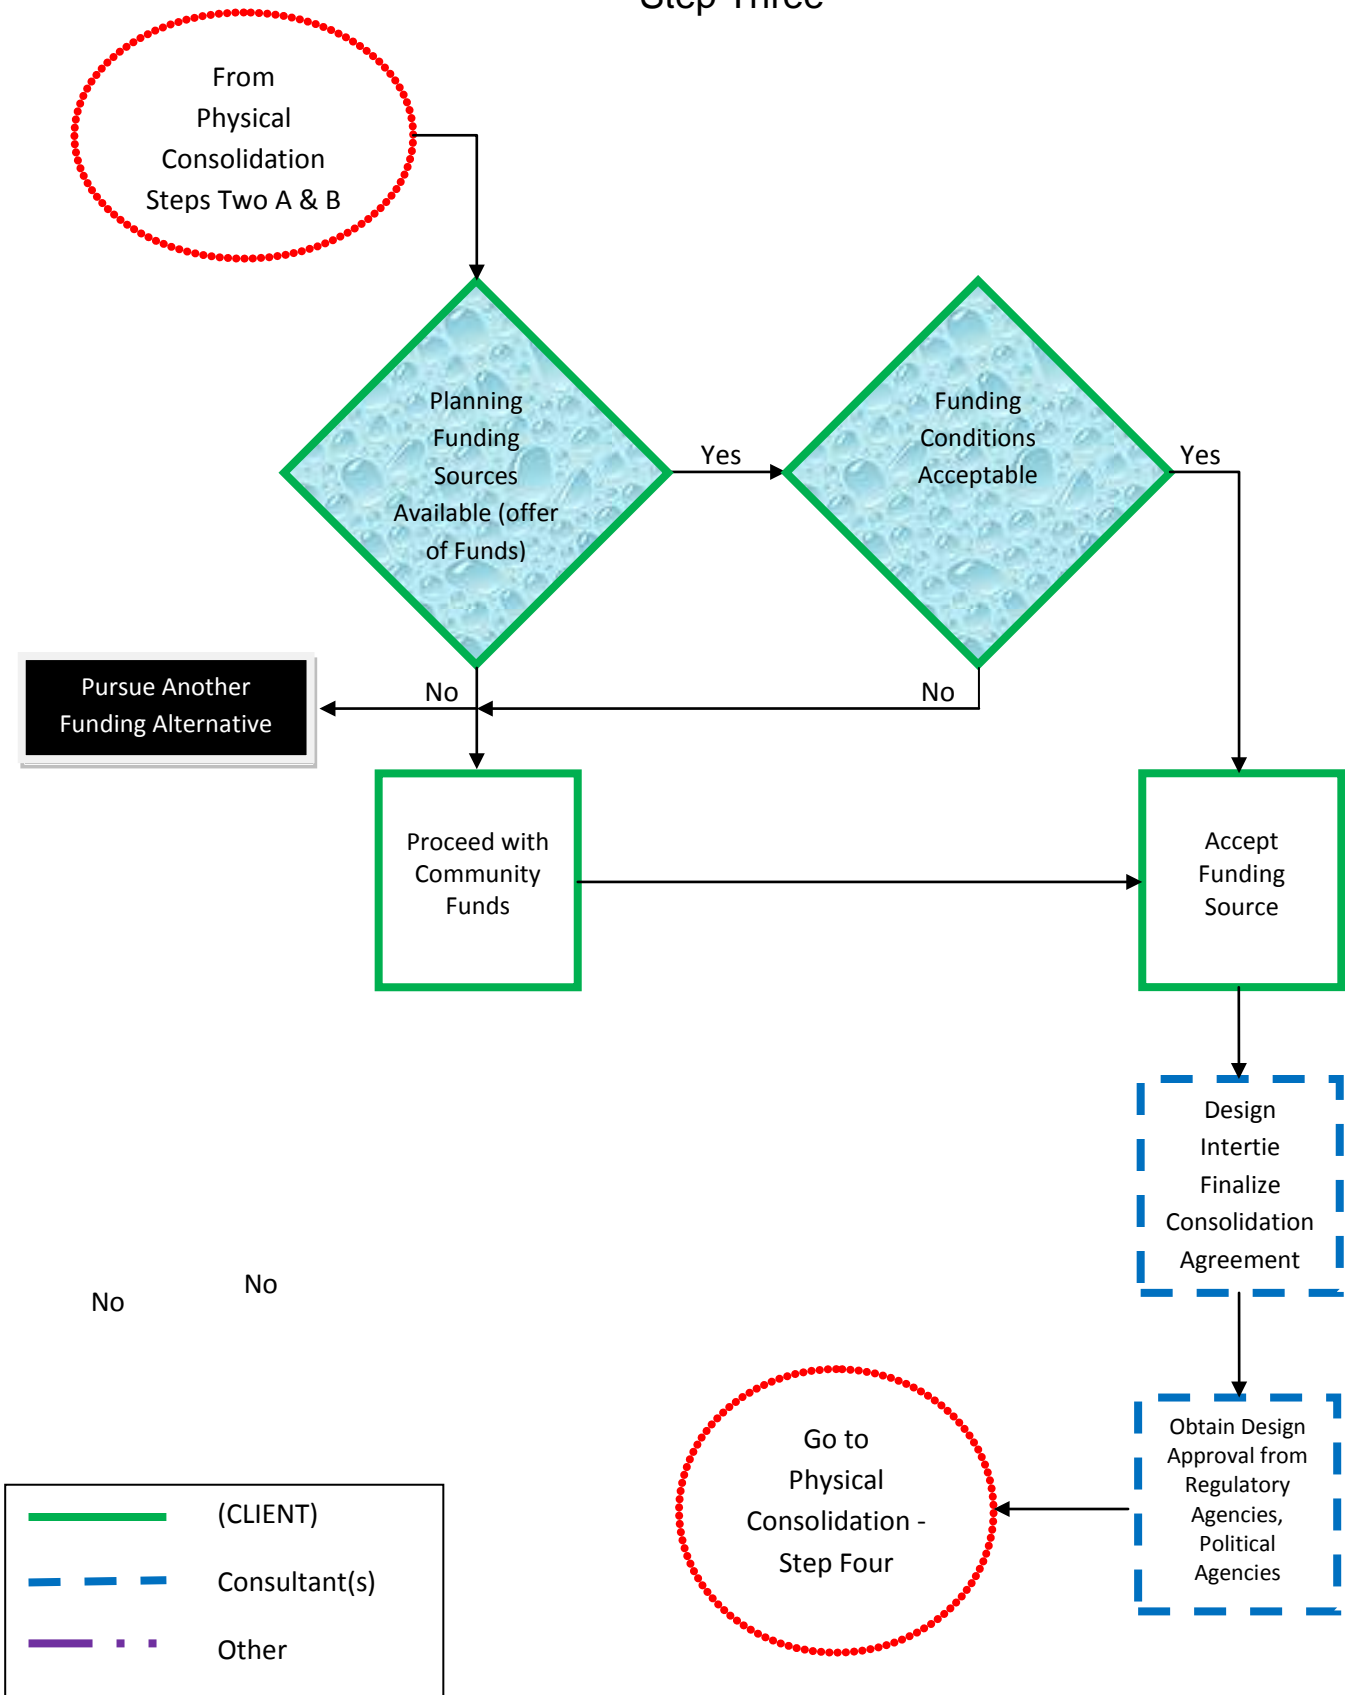 Step Three
From
Physical
Consolidation
Steps Two A & B
Planning
Funding
Sources
Available (offer
of Funds)
Yes
Funding
Conditions
Acceptable
Yes
Pursue Another
Funding Alternative
No
No
Proceed with
Community
Funds
Accept
Funding
Source
Design
Intertie
Finalize
Consolidation
Agreement
No
No
Obtain Design
Approval from
Regulatory
Agencies,
Political
Agencies
Go to
Physical
Consolidation -
Step Four
(CLIENT)
Consultant(s)
Other